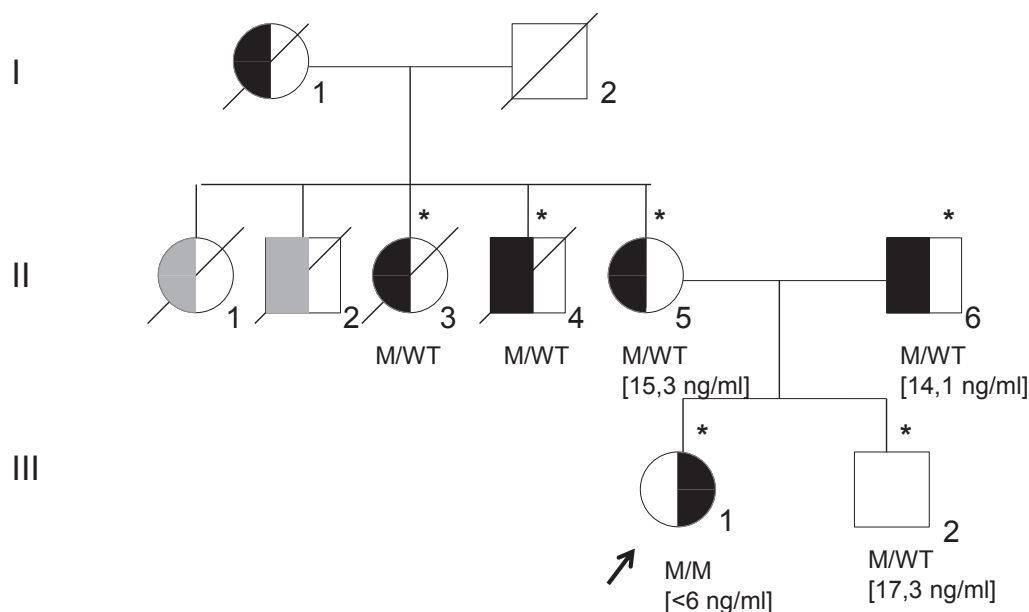 I
1
2
* * * *
II
1 2 3 4 5 6
M/WT M/WT M/WT M/WT
[15,3 ng/ml] [14,1 ng/ml]
* *
III
1 2
M/M M/WT
[<6 ng/ml] [17,3 ng/ml]